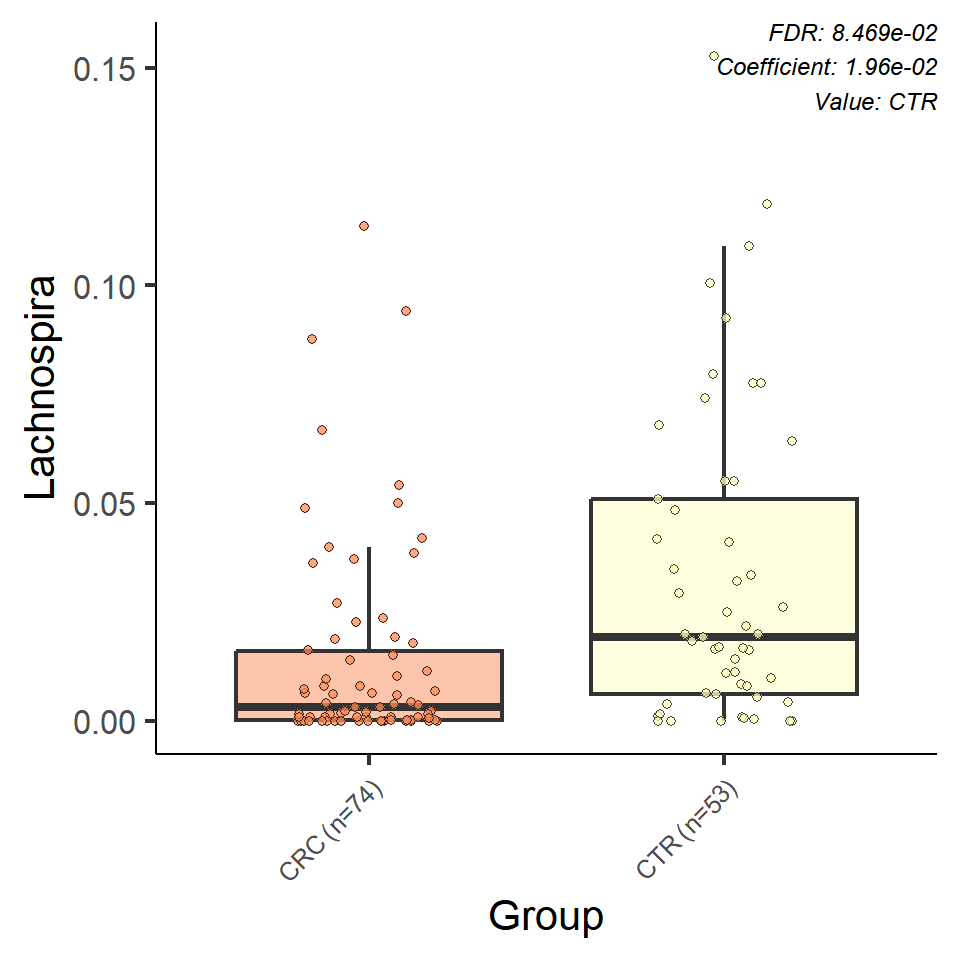 FDR: 8.469e-02
Coefficient: 1.96e-02
Value: CTR
0.15
0.10
0.05
0.00
Lachnospira
CRC (n=74)
CTR (n=53)
Group